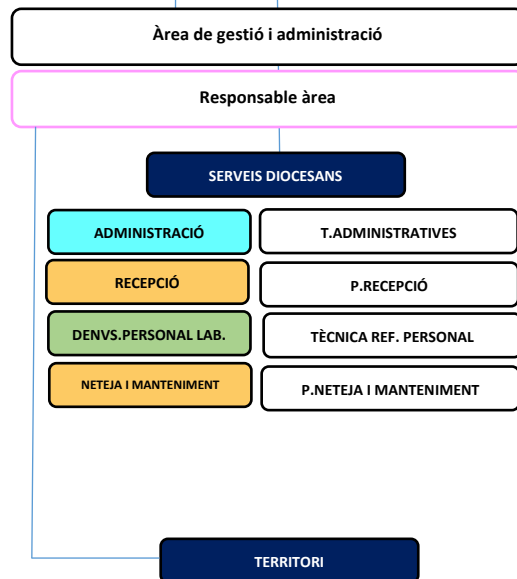 Àrea de gestió i administració
Responsable àrea
SERVEIS DIOCESANS
ADMINISTRACIÓ
T.ADMINISTRATIVES
RECEPCIÓ
P.RECEPCIÓ
DENVS.PERSONAL LAB.
TÈCNICA REF. PERSONAL
NETEJA I MANTENIMENT
P.NETEJA I MANTENIMENT
TERRITORI